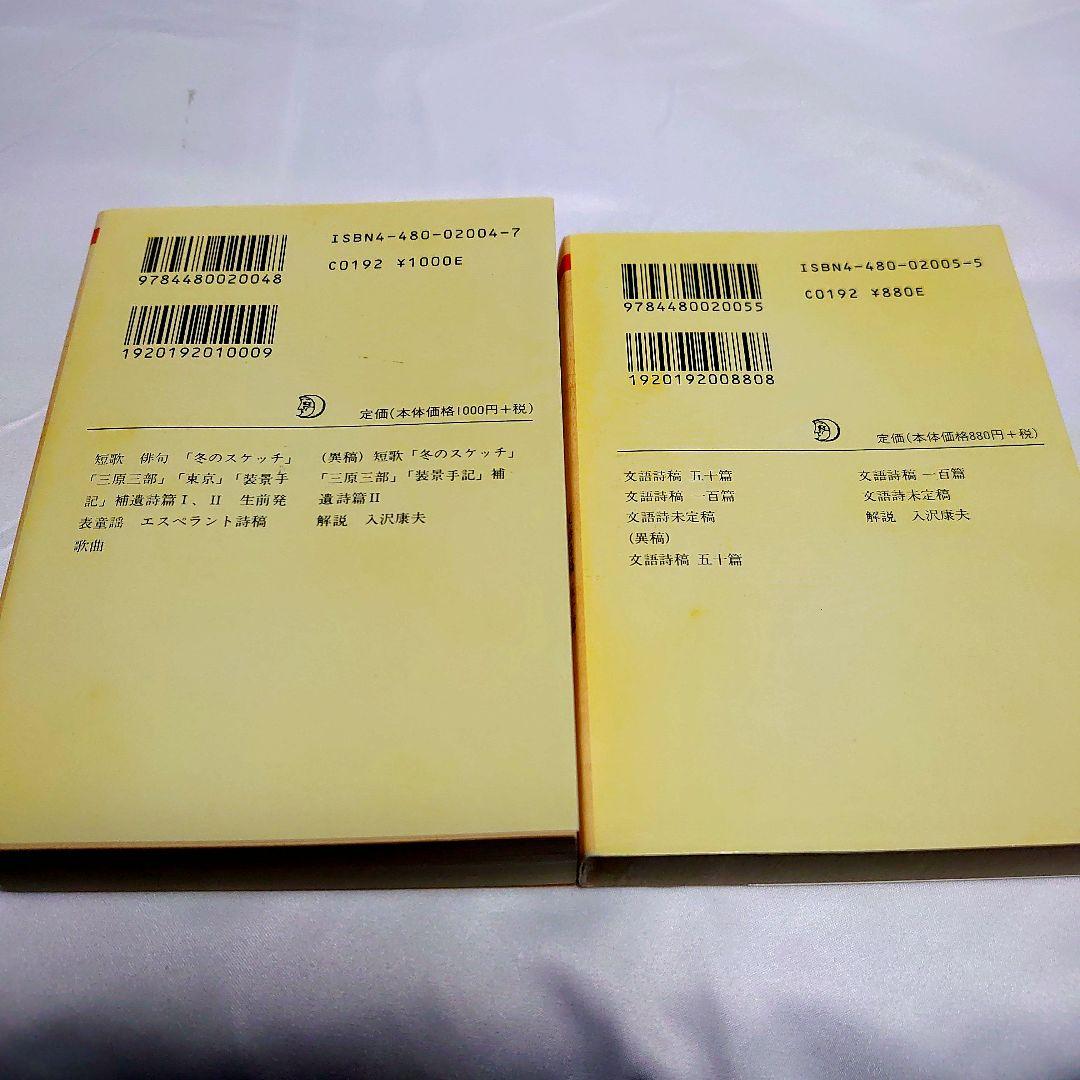 ISBN4-480-02004-7
9784480020048
C0192 ¥1000E
1920192010009
定価(本体価格1000円+税)
短歌 俳句 「冬のスケッチ」
「三原三部」「東京」「装景手
記」補遺詩篇Ⅰ、Ⅱ 生前発
表童謡 エスペラント詩稿
歌曲
(異稿) 短歌「冬のスケッチ」
「三原三部」「装景手記」補
遺詩篇Ⅱ
解説 入沢康夫
ISBN4-480-02005-5
9784480020055
C0192 ¥880E
1920192008808
定価(本体価格880円+税)
文語詩稿 五十篇
文語詩稿 一百篇
文語詩未定稿
(異稿)
文語詩稿 五十篇
文語詩稿 一百篇
文語詩未定稿
解説 入沢康夫